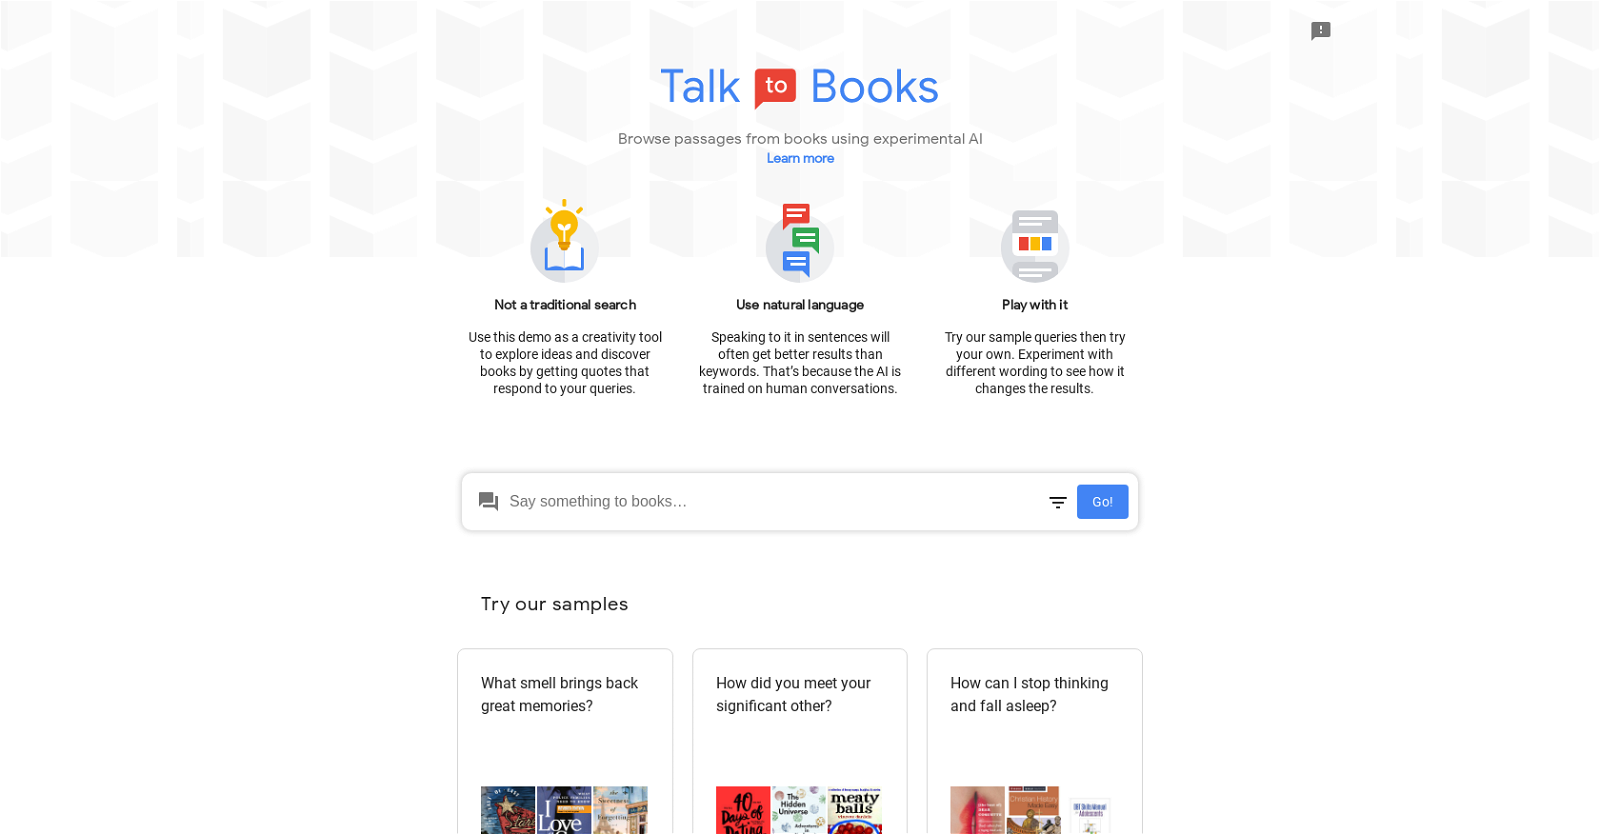 Talk to Books
Browse passages from books using experimental AI
Learn more
Not a traditional search
Use this demo as a creativity tool
to explore ideas and discover
books by getting quotes that
respond to your queries.
Use natural language
Speaking to it in sentences will
often get better results than
keywords. That’s because the AI is
trained on human conversations.
Play with it
Try our sample queries then try
your own. Experiment with
different wording to see how it
changes the results.
Say something to books…
Go!
Try our samples
What smell brings back
great memories?
How did you meet your
significant other?
How can I stop thinking
and fall asleep?
I Love
40
Days of
Dating
The
Hidden
Universe
meaty
balls
Christian History